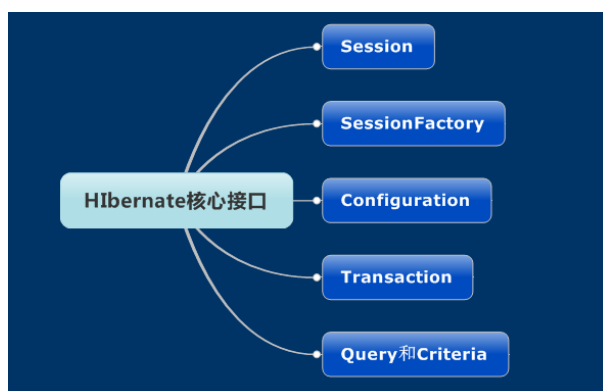 Session
SessionFactory
HIbernate核心接口
Configuration
Transaction
Query和Criteria